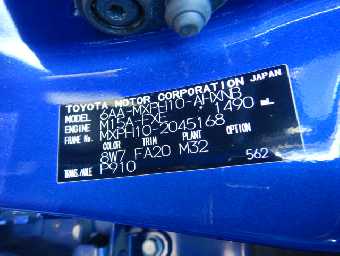 TOYOTA MOTOR CORPORATION JAPAN
MODEL 6AA-MXPH10-AHXNB
ENGINE M15A-FXE 1490 mL
FRAME No. MXPH10-2045168
COLOR TRIM PLANT OPTION
8W7 FA20 M32
TRANS/AXLE P910 562